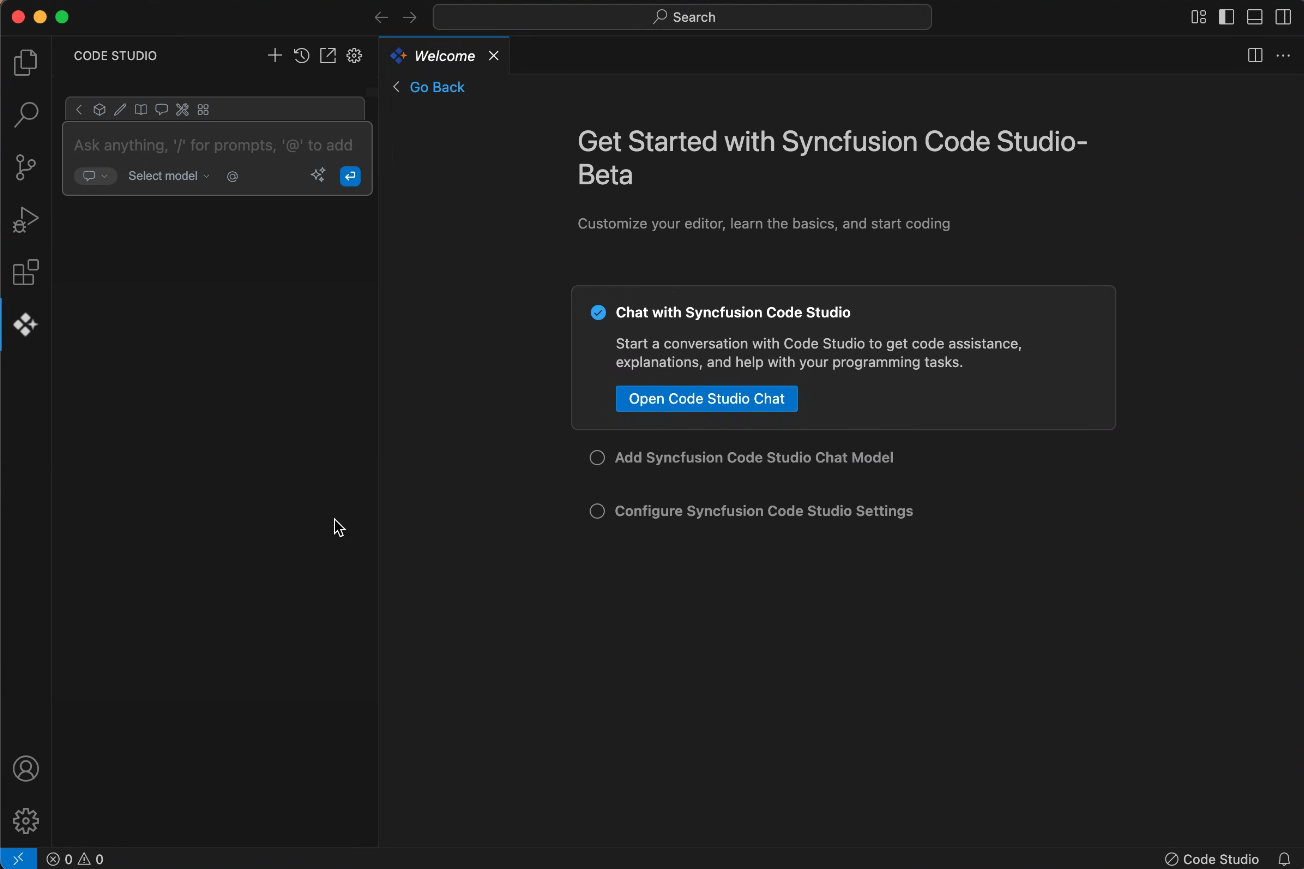 Search
CODE STUDIO
Welcome
Go Back
Ask anything, '/' for prompts, '@' to add
Select model
@
Get Started with Syncfusion Code Studio-
Beta
Customize your editor, learn the basics, and start coding
Chat with Syncfusion Code Studio
Start a conversation with Code Studio to get code assistance,
explanations, and help with your programming tasks.
Open Code Studio Chat
Add Syncfusion Code Studio Chat Model
Configure Syncfusion Code Studio Settings
0 0
Code Studio